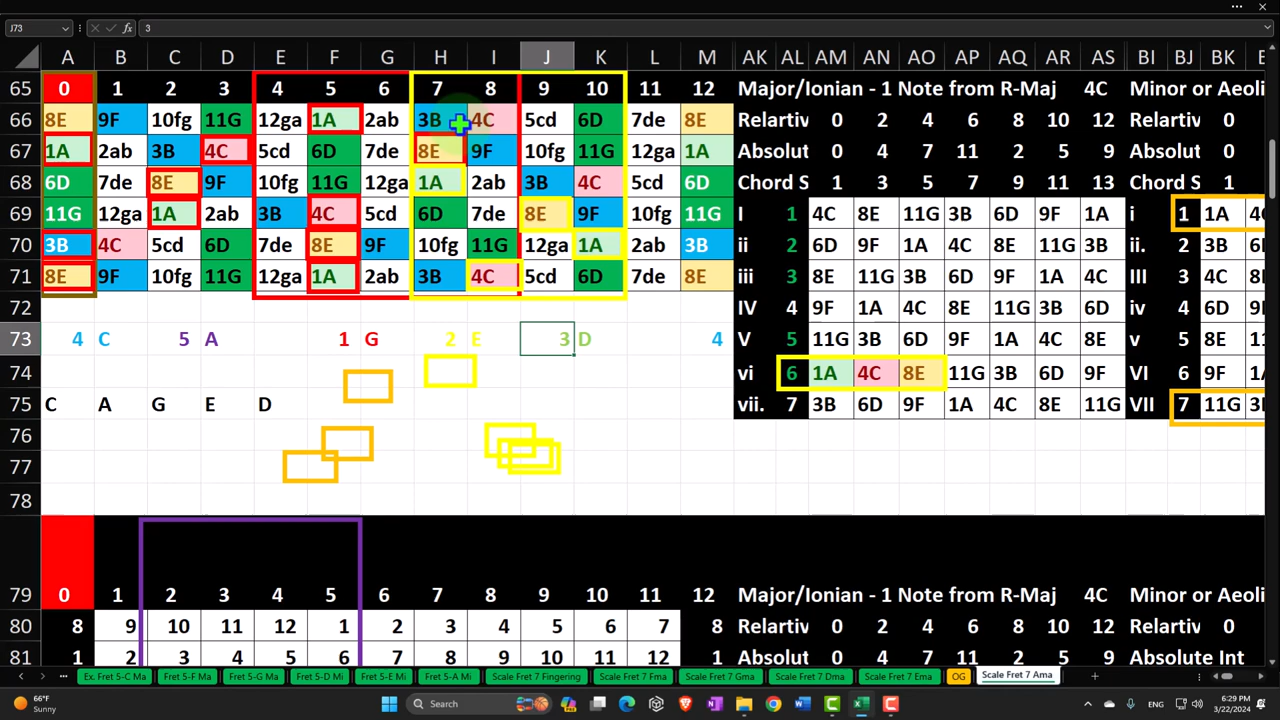 J73 fx 3
A B C D E F G H I J K L M AK AL AM AN AO AP AQ AR AS BI BJ BK
65 0 1 2 3 4 5 6 7 8 9 10 11 12 Major/Ionian - 1 Note from R-Maj 4C Minor or Aeoli
66 8E 9F 10fg 11G 12ga 1A 2ab 3B 4C 5cd 6D 7de 8E Relartiv 0 2 4 6 8 10 12 Relartiv 0
67 1A 2ab 3B 4C 5cd 6D 7de 8E 9F 10fg 11G 12ga 1A Absolut 0 4 7 11 2 5 9 Absolut 0
68 6D 7de 8E 9F 10fg 11G 12ga 1A 2ab 3B 4C 5cd 6D Chord S 1 3 5 7 9 11 13 Chord S 1
69 11G 12ga 1A 2ab 3B 4C 5cd 6D 7de 8E 9F 10fg 11G I 1 4C 8E 11G 3B 6D 9F 1A i 1 1A 4C
70 3B 4C 5cd 6D 7de 8E 9F 10fg 11G 12ga 1A 2ab 3B ii 2 6D 9F 1A 4C 8E 11G 3B ii. 2 3B 6D
71 8E 9F 10fg 11G 12ga 1A 2ab 3B 4C 5cd 6D 7de 8E iii 3 8E 11G 3B 6D 9F 1A 4C III 3 4C 8E
72 IV 4 9F 1A 4C 8E 11G 3B 6D iv 4 6D 9F
73 4 C 5 A 1 G 2 E 3 D 4 V 5 11G 3B 6D 9F 1A 4C 8E v 5 8E 11
74 vi 6 1A 4C 8E 11G 3B 6D 9F VI 6 9F 1A
75 C A G E D vii. 7 3B 6D 9F 1A 4C 8E 11G VII 7 11G 3B
76
77
78
79 0 1 2 3 4 5 6 7 8 9 10 11 12 Major/Ionian - 1 Note from R-Maj 4C Minor or Aeoli
80 8 9 10 11 12 1 2 3 4 5 6 7 8 Relartiv 0 2 4 6 8 10 12 Relartiv 0
81 1 2 3 4 5 6 7 8 9 10 11 12 1 Absolut 0 4 7 11 2 5 9 Absolute Int 0
Ex. Fret 5-C Ma Fret 5-F Ma Fret 5-G Ma Fret 5-D Mi Fret 5-E Mi Fret 5-A Mi Scale Fret 7 Fingering Scale Fret 7 Fma Scale Fret 7 Gma Scale Fret 7 Dma Scale Fret 7 Ema OG Scale Fret 7 Ama
66°F
Sunny
Search
6:29 PM
3/22/2024